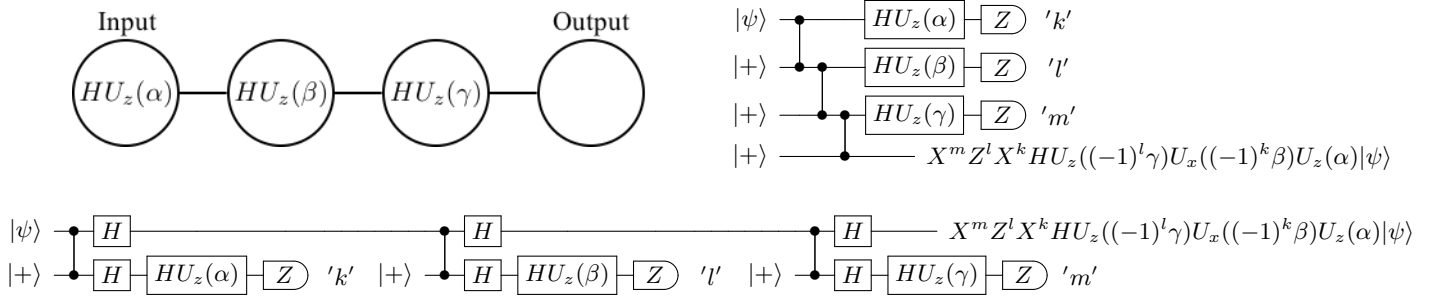 Input Output
HU_z(α) HU_z(β) HU_z(γ)
|ψ⟩ HU_z(α) Z 'k'
|+⟩ HU_z(β) Z 'l'
|+⟩ HU_z(γ) Z 'm'
|+⟩ X^m Z^l X^k HU_z((-1)^l γ)U_x((-1)^k β)U_z(α)|ψ⟩
|ψ⟩ H H H X^m Z^l X^k HU_z((-1)^l γ)U_x((-1)^k β)U_z(α)|ψ⟩
|+⟩ H HU_z(α) Z 'k' |+⟩ H HU_z(β) Z 'l' |+⟩ H HU_z(γ) Z 'm'